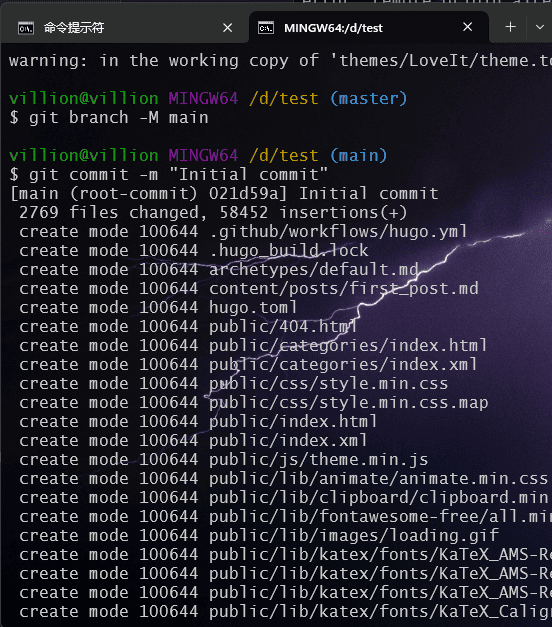 命令提示符
MINGW64:/d/test
warning: in the working copy of 'themes/LoveIt/theme.to
villion@villion MINGW64 /d/test (master)
$ git branch -M main
villion@villion MINGW64 /d/test (main)
$ git commit -m "Initial commit"
[main (root-commit) 021d59a] Initial commit
2769 files changed, 58452 insertions(+)
create mode 100644 .github/workflows/hugo.yml
create mode 100644 .hugo_build.lock
create mode 100644 archetypes/default.md
create mode 100644 content/posts/first_post.md
create mode 100644 hugo.toml
create mode 100644 public/404.html
create mode 100644 public/categories/index.html
create mode 100644 public/categories/index.xml
create mode 100644 public/css/style.min.css
create mode 100644 public/css/style.min.css.map
create mode 100644 public/index.html
create mode 100644 public/index.xml
create mode 100644 public/js/theme.min.js
create mode 100644 public/lib/animate/animate.min.css
create mode 100644 public/lib/clipboard/clipboard.min
create mode 100644 public/lib/fontawesome-free/all.min
create mode 100644 public/lib/images/loading.gif
create mode 100644 public/lib/katex/fonts/KaTeX_AMS-Re
create mode 100644 public/lib/katex/fonts/KaTeX_AMS-Re
create mode 100644 public/lib/katex/fonts/KaTeX_AMS-Re
create mode 100644 public/lib/katex/fonts/KaTeX_Calig